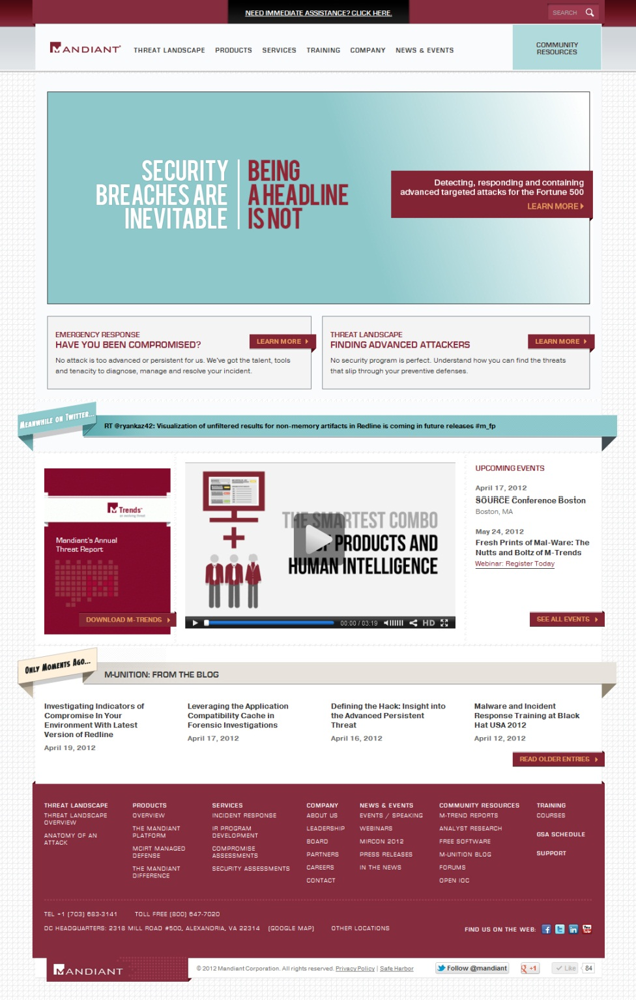 NEED IMMEDIATE ASSISTANCE? CLICK HERE.
SEARCH
MANDIANT
THREAT LANDSCAPE PRODUCTS SERVICES TRAINING COMPANY NEWS & EVENTS
COMMUNITY
RESOURCES
SECURITY
BREACHES ARE
INEVITABLE
BEING
A HEADLINE
IS NOT
Detecting, responding and containing
advanced targeted attacks for the Fortune 500
LEARN MORE
EMERGENCY RESPONSE
HAVE YOU BEEN COMPROMISED?
LEARN MORE
No attack is too advanced or persistent for us. We've got the talent, tools
and tenacity to diagnose, manage and resolve your incident.
THREAT LANDSCAPE
FINDING ADVANCED ATTACKERS
LEARN MORE
No security program is perfect. Understand how you can find the threats
that slip through your preventive defenses.
MEANWHILE ON TWITTER...
RT @ryankaz42: Visualization of unfiltered results for non-memory artifacts in Redline is coming in future releases #m_fp
M Trends
an evolving threat
Mandiant's Annual
Threat Report
DOWNLOAD M-TRENDS
THE SMARTEST COMBO
OF PRODUCTS AND
HUMAN INTELLIGENCE
00:00 / 03:19
HD
UPCOMING EVENTS
April 17, 2012
SOURCE Conference Boston
Boston, MA
May 24, 2012
Fresh Prints of Mal-Ware: The
Nutts and Boltz of M-Trends
Webinar: Register Today
SEE ALL EVENTS
ONLY MOMENTS AGO...
M-UNITION: FROM THE BLOG
Investigating Indicators of
Compromise In Your
Environment With Latest
Version of Redline
April 19, 2012
Leveraging the Application
Compatibility Cache in
Forensic Investigations
April 17, 2012
Defining the Hack: Insight into
the Advanced Persistent
Threat
April 16, 2012
Malware and Incident
Response Training at Black
Hat USA 2012
April 12, 2012
READ OLDER ENTRIES
THREAT LANDSCAPE
THREAT LANDSCAPE
OVERVIEW
ANATOMY OF AN
ATTACK
PRODUCTS
OVERVIEW
THE MANDIANT
PLATFORM
MCIRT MANAGED
DEFENSE
THE MANDIANT
DIFFERENCE
SERVICES
INCIDENT RESPONSE
IR PROGRAM
DEVELOPMENT
COMPROMISE
ASSESSMENTS
SECURITY ASSESSMENTS
COMPANY
ABOUT US
LEADERSHIP
BOARD
PARTNERS
CAREERS
CONTACT
NEWS & EVENTS
EVENTS / SPEAKING
WEBINARS
MIRCON 2012
PRESS RELEASES
IN THE NEWS
COMMUNITY RESOURCES
M-TREND REPORTS
ANALYST RESEARCH
FREE SOFTWARE
M-UNITION BLOG
FORUMS
OPEN IOC
TRAINING
COURSES
GSA SCHEDULE
SUPPORT
TEL +1 (703) 683-3141 TOLL FREE (800) 647-7020
DC HEADQUARTERS: 2318 MILL ROAD #500, ALEXANDRIA, VA 22314 [GOOGLE MAP] OTHER LOCATIONS
FIND US ON THE WEB:
MANDIANT
© 2012 Mandiant Corporation. All rights reserved. Privacy Policy | Safe Harbor
Follow @mandiant
+1
Like
84